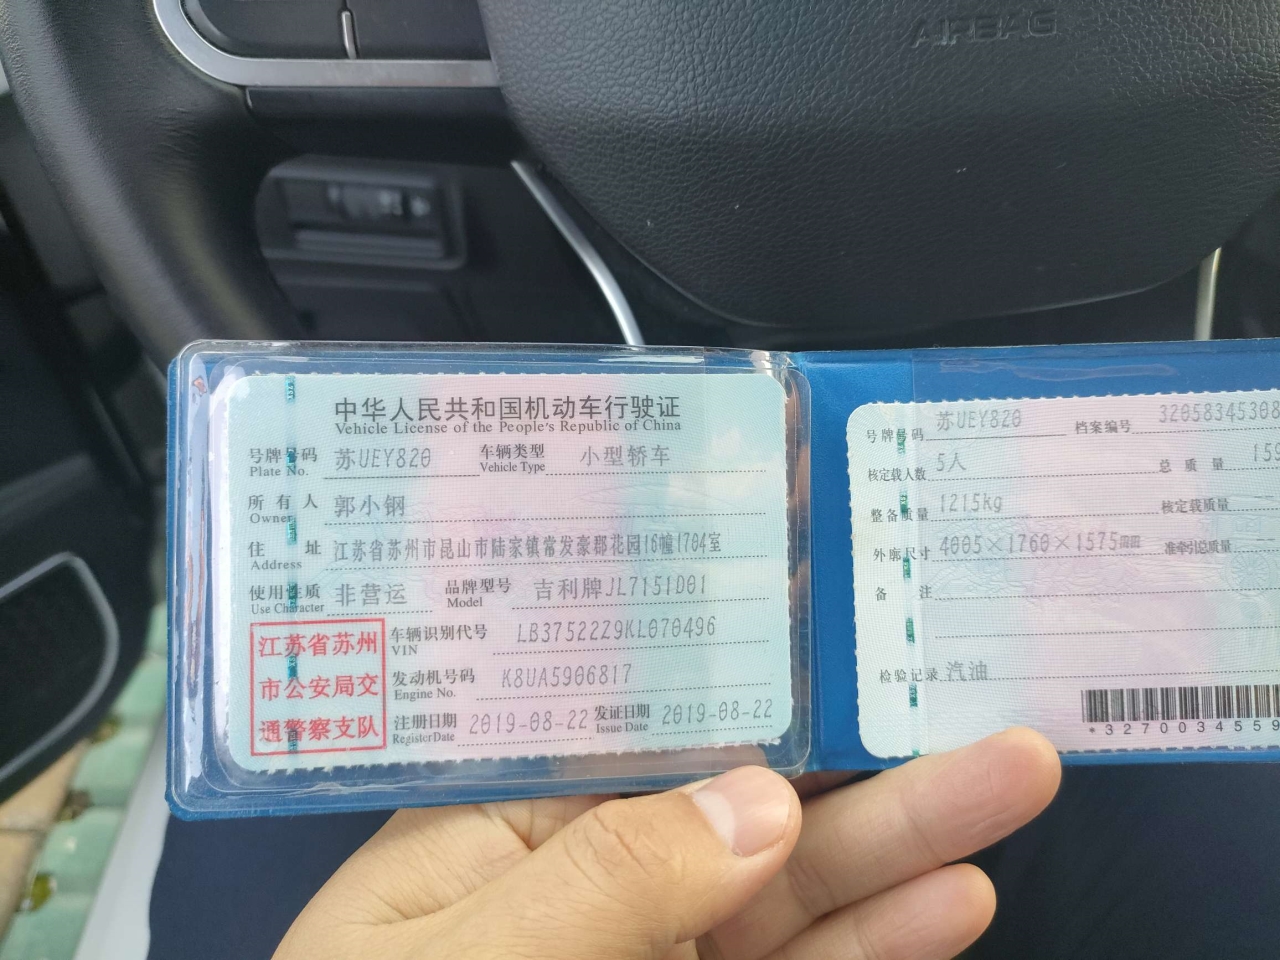 AIRBAG
中华人民共和国机动车行驶证
Vehicle License of the People's Republic of China
号牌号码 苏UEY820 车辆类型 小型轿车
Plate No. Vehicle Type
所有人 郭小钢
Owner
住址 江苏省苏州市昆山市陆家镇常发豪郡花园16幢1704室
Address
使用性质 非营运 品牌型号 吉利牌JL7151D01
Use Character Model
江苏省苏州
市公安局交
通警察支队
车辆识别代号 LB37522Z9KL070496
VIN
发动机号码 K8UA5906817
Engine No.
注册日期 2019-08-22 发证日期 2019-08-22
Register Date Issue Date
号牌号码 苏UEY820 档案编号 32058345308
核定载人数 5人 总质量 159
整备质量 1215kg 核定载质量 --
外廓尺寸 4005×1760×1575mm 准牵引总质量 --
备注
检验记录 汽油
*3270034559